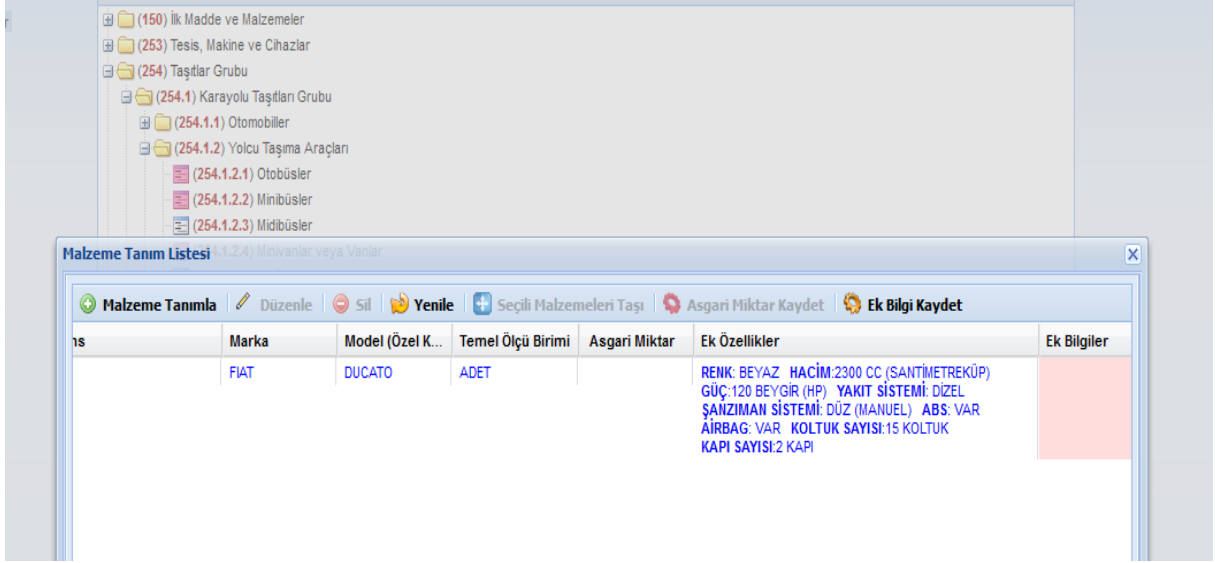 (150) İlk Madde ve Malzemeler
(253) Tesis, Makine ve Cihazlar
(254) Taşıtlar Grubu
(254.1) Karayolu Taşıtları Grubu
(254.1.1) Otomobiller
(254.1.2) Yolcu Taşıma Araçları
(254.1.2.1) Otobüsler
(254.1.2.2) Minibüsler
(254.1.2.3) Midibüsler
Malzeme Tanım Listesi 4.1.2.4) Minivanlar veya Vanlar
Malzeme Tanımla Düzenle Sil Yenile Seçili Malzemeleri Taşı Asgari Miktar Kaydet Ek Bilgi Kaydet
ns Marka Model (Özel K... Temel Ölçü Birimi Asgari Miktar Ek Özellikler Ek Bilgiler
FIAT DUCATO ADET RENK: BEYAZ HACİM:2300 CC (SANTİMETREKÜP)
GÜÇ:120 BEYGİR (HP) YAKIT SİSTEMİ: DİZEL
ŞANZIMAN SİSTEMİ: DÜZ (MANUEL) ABS: VAR
AİRBAG: VAR KOLTUK SAYISI:15 KOLTUK
KAPI SAYISI:2 KAPI